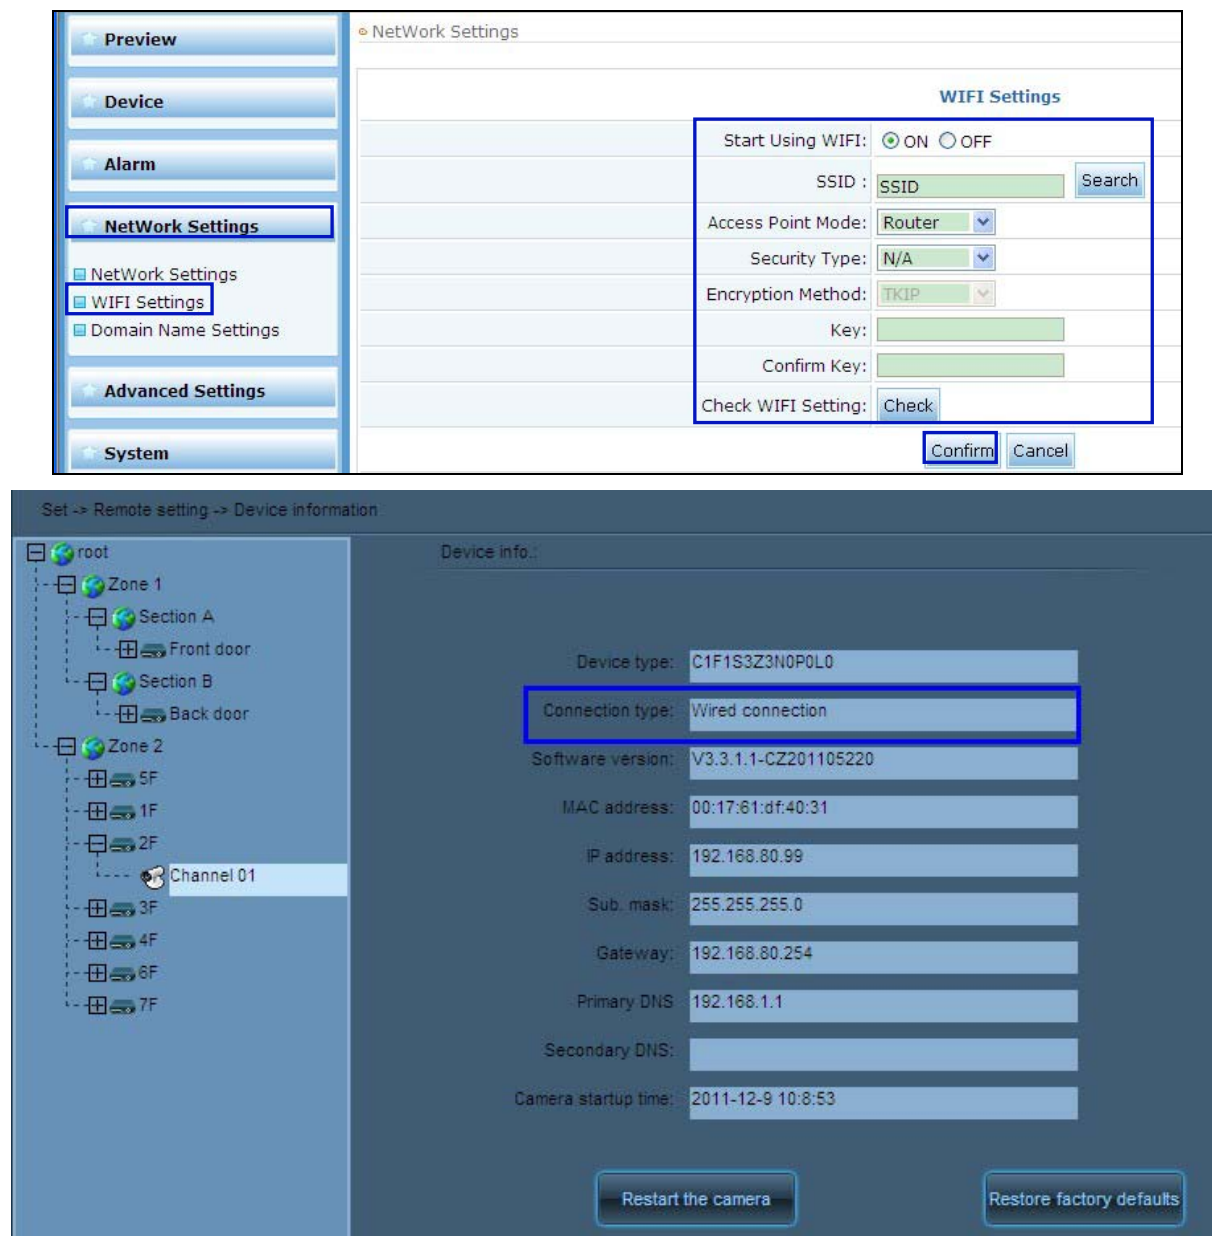 Preview
Device
Alarm
NetWork Settings
NetWork Settings
WIFI Settings
Domain Name Settings
Advanced Settings
System
NetWork Settings
WIFI Settings
Start Using WIFI: ON OFF
SSID : SSID Search
Access Point Mode: Router
Security Type: N/A
Encryption Method: TKIP
Key:
Confirm Key:
Check WIFI Setting: Check
Confirm Cancel
Set -> Remote setting -> Device information
root
Zone 1
Section A
Front door
Section B
Back door
Zone 2
5F
1F
2F
Channel 01
3F
4F
6F
7F
Device info.:
Device type: C1F1S3Z3N0P0L0
Connection type: Wired connection
Software version: V3.3.1.1-CZ201105220
MAC address: 00:17:61:df:40:31
IP address: 192.168.80.99
Sub. mask: 255.255.255.0
Gateway: 192.168.80.254
Primary DNS 192.168.1.1
Secondary DNS:
Camera startup time: 2011-12-9 10:8:53
Restart the camera Restore factory defaults